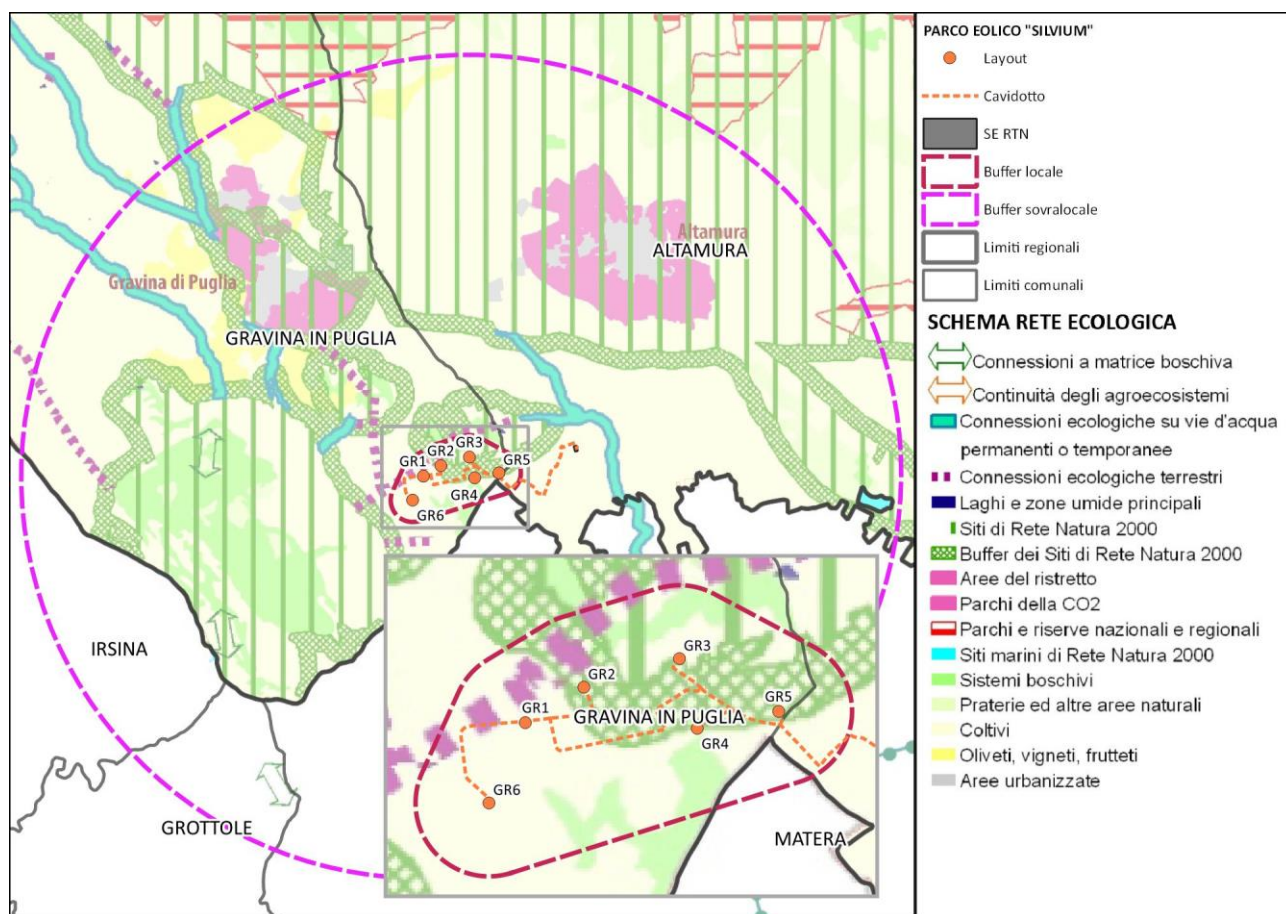 Altamura
ALTAMURA
Gravina di Puglia
GRAVINA IN PUGLIA
GR3
GR2
GR1
GR5
GR4
GR6
IRSINA
GROTTOLE
GR3
GR2
GR5
GR1
GRAVINA IN PUGLIA
GR4
GR6
MATERA
PARCO EOLICO "SILVIUM"
Layout
Cavidotto
SE RTN
Buffer locale
Buffer sovralocale
Limiti regionali
Limiti comunali
SCHEMA RETE ECOLOGICA
Connessioni a matrice boschiva
Continuità degli agroecosistemi
Connessioni ecologiche su vie d'acqua
permanenti o temporanee
Connessioni ecologiche terrestri
Laghi e zone umide principali
Siti di Rete Natura 2000
Buffer dei Siti di Rete Natura 2000
Aree del ristretto
Parchi della CO2
Parchi e riserve nazionali e regionali
Siti marini di Rete Natura 2000
Sistemi boschivi
Praterie ed altre aree naturali
Coltivi
Oliveti, vigneti, frutteti
Aree urbanizzate